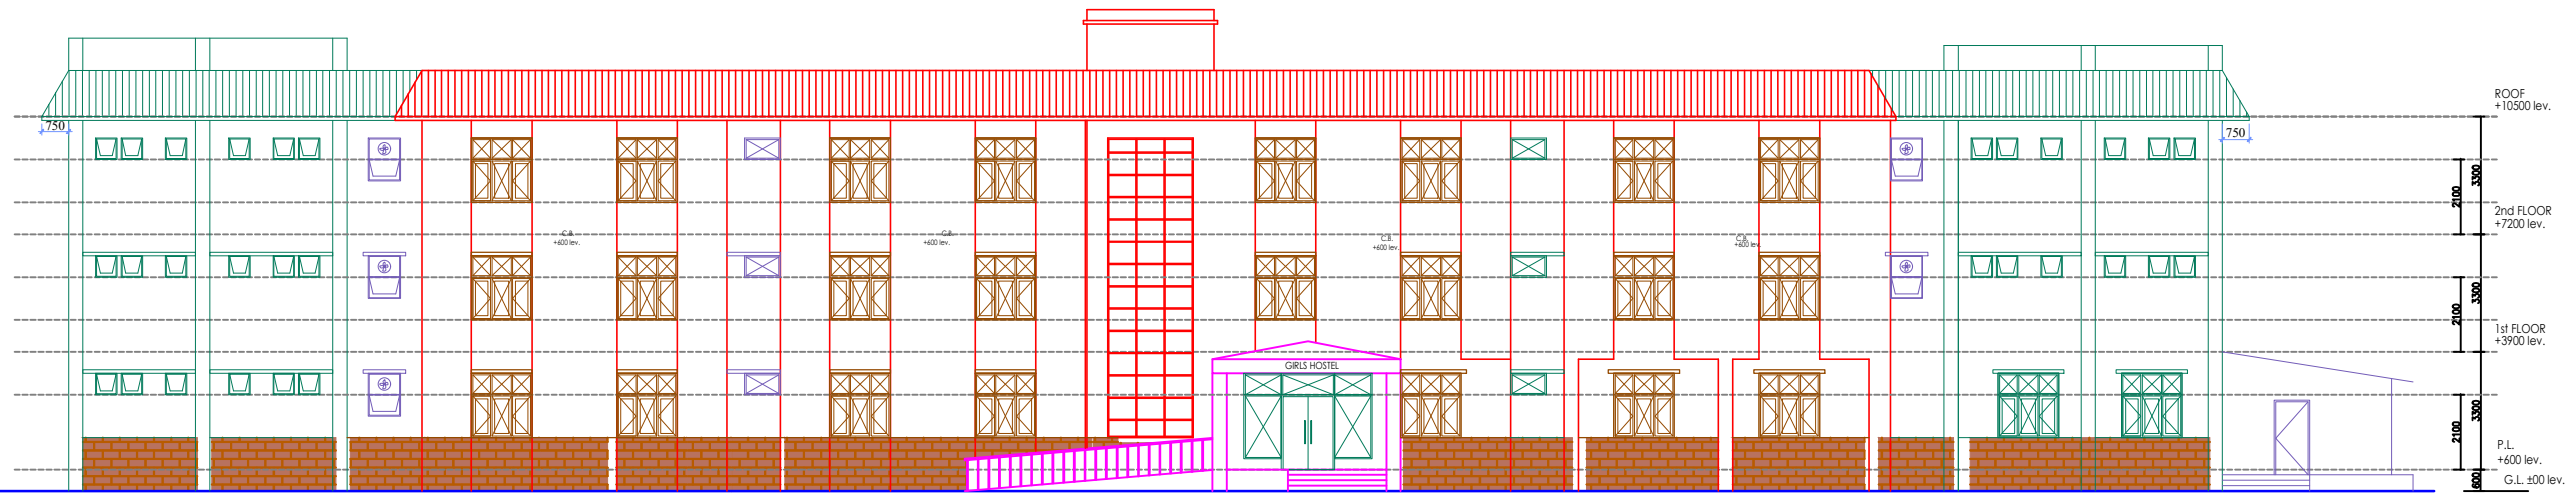 ROOF
+10500 lev.
750
750
3300
2100
2nd FLOOR
+7200 lev.
C.B.
+600 lev.
C.B.
+600 lev.
C.B.
+600 lev.
C.B.
+600 lev.
3300
2100
1st FLOOR
+3900 lev.
GIRLS HOSTEL
3300
2100
P.L.
+600 lev.
600
G.L. ±00 lev.